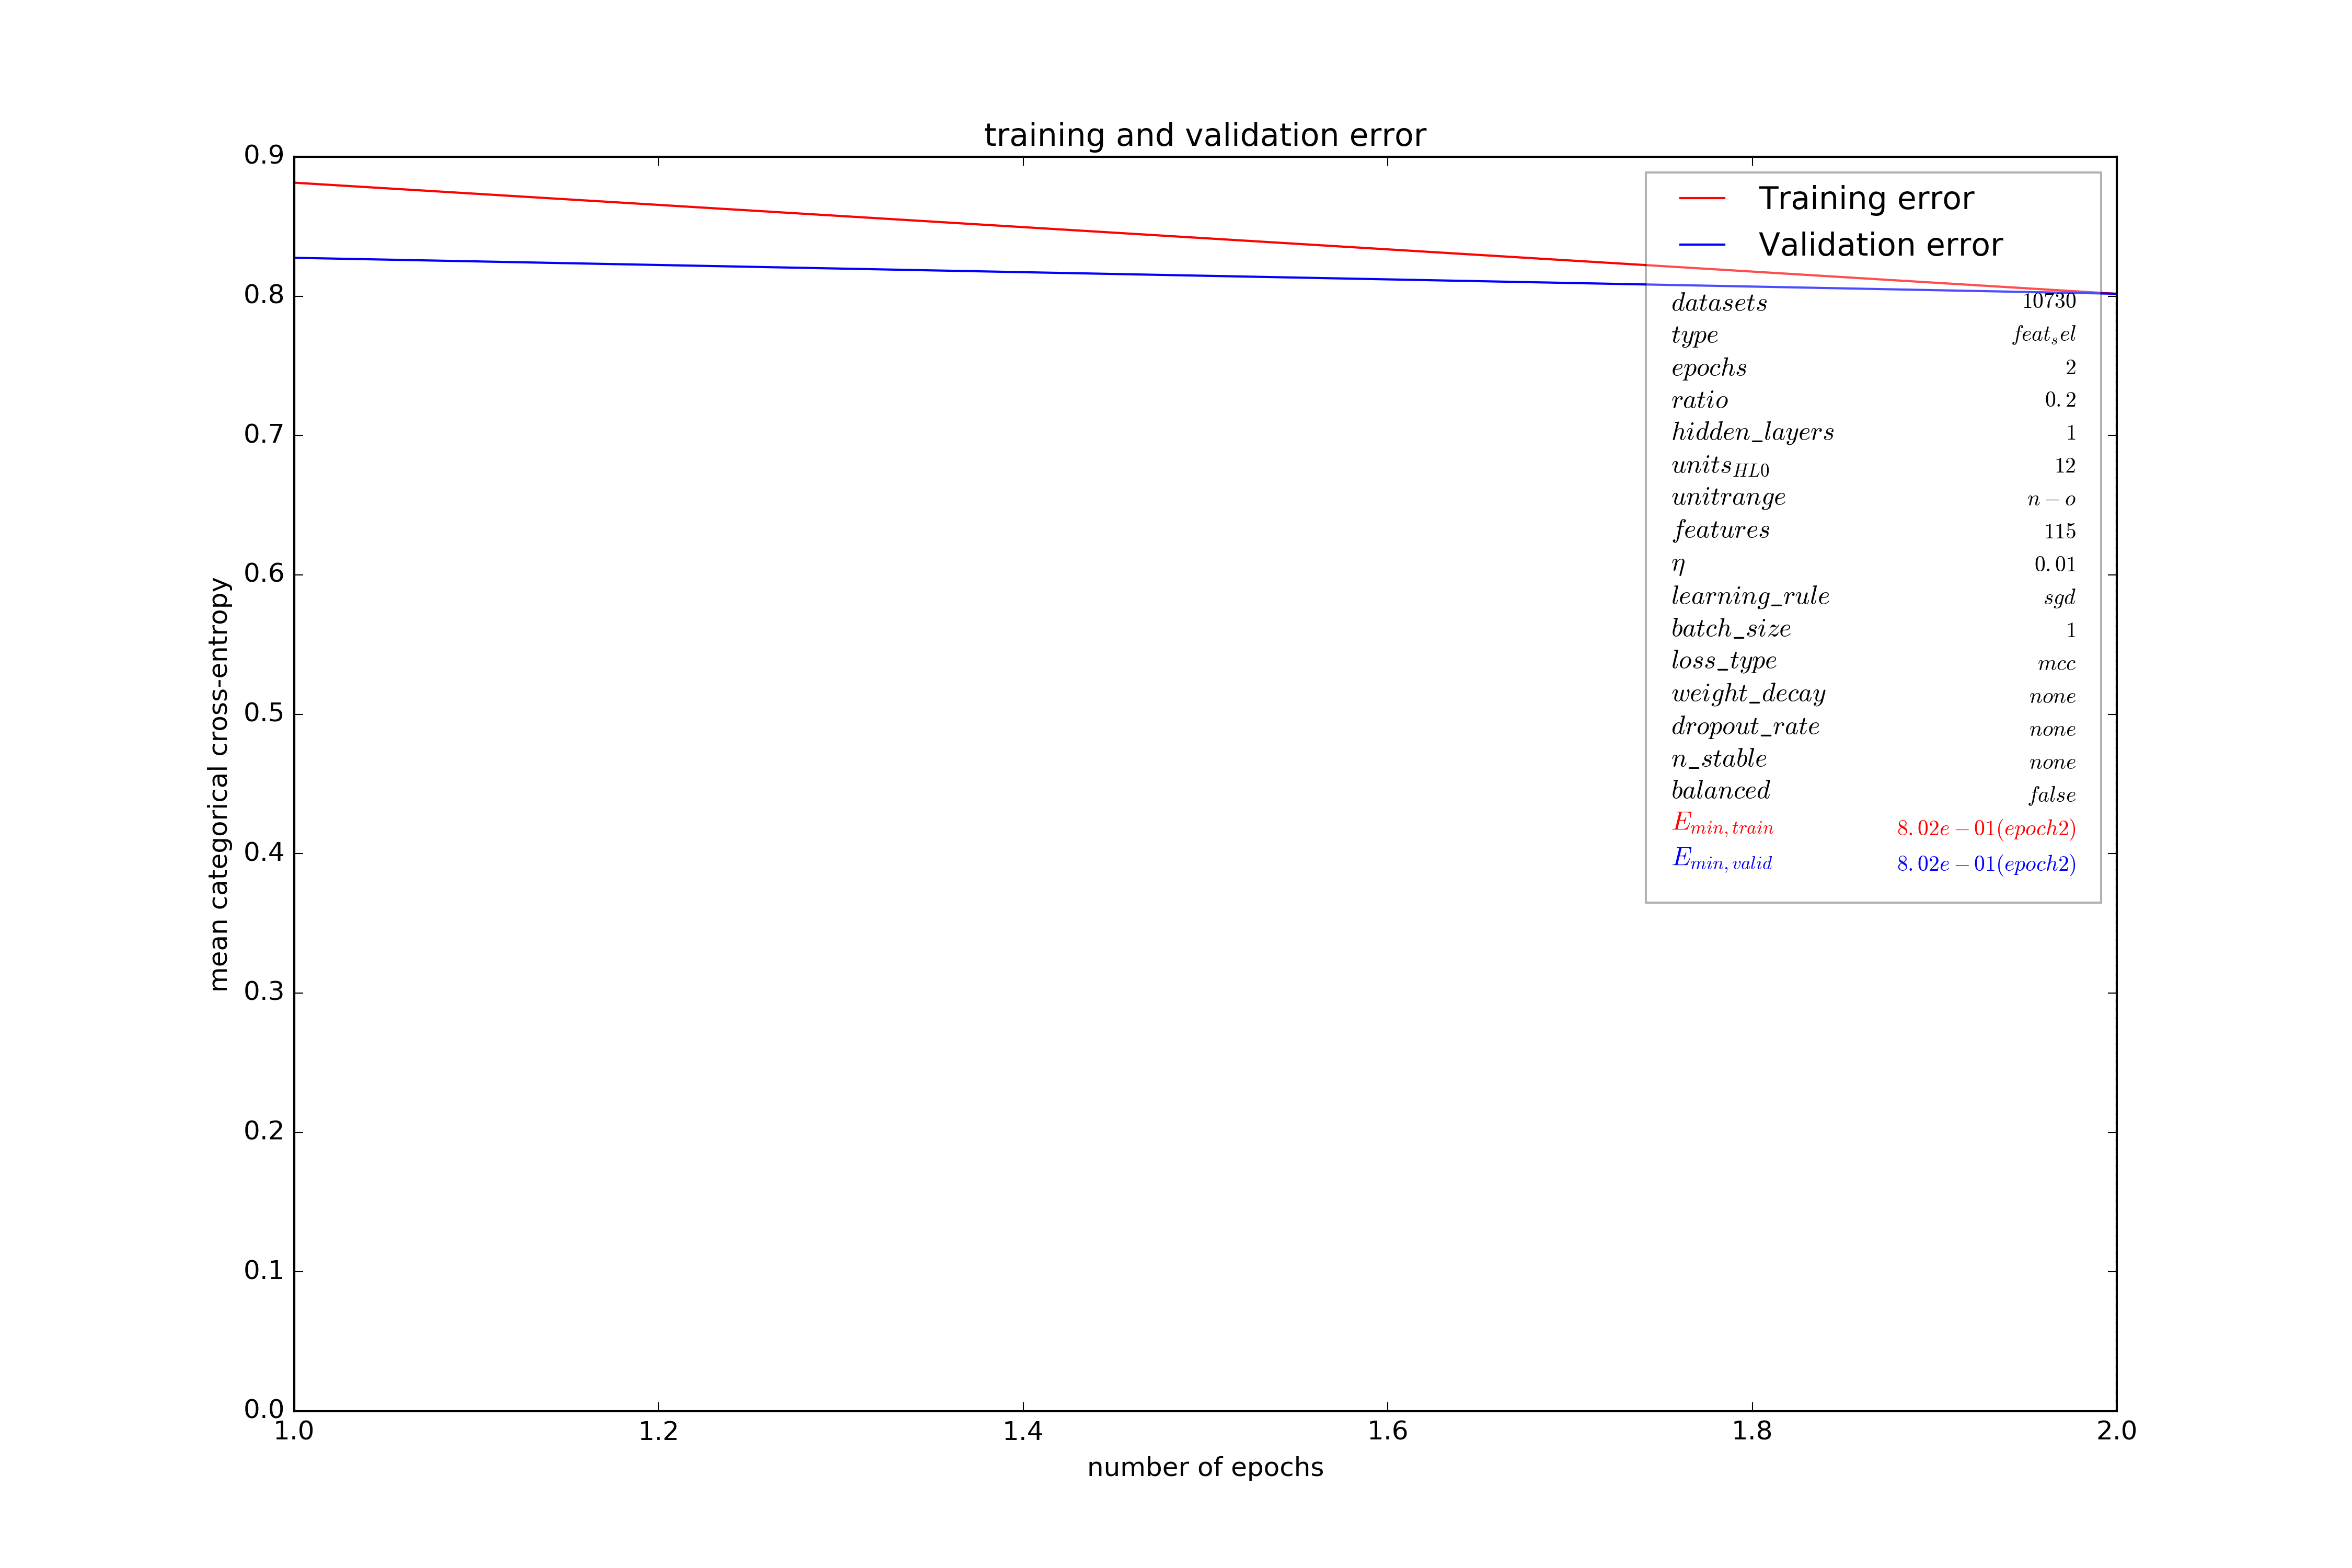 training and validation error
Training error
Validation error
datasets 10730
type feat_sel
epochs 2
ratio 0.2
hidden_layers 1
units_HL0 12
unitrange n − o
features 115
η 0.01
learning_rule sgd
batch_size 1
loss_type mcc
weight_decay none
dropout_rate none
n_stable none
balanced false
E_min,train 8.02e − 01(epoch2)
E_min,valid 8.02e − 01(epoch2)
mean categorical cross-entropy
0.9
0.8
0.7
0.6
0.5
0.4
0.3
0.2
0.1
0.0
1.0 1.2 1.4 1.6 1.8 2.0
number of epochs